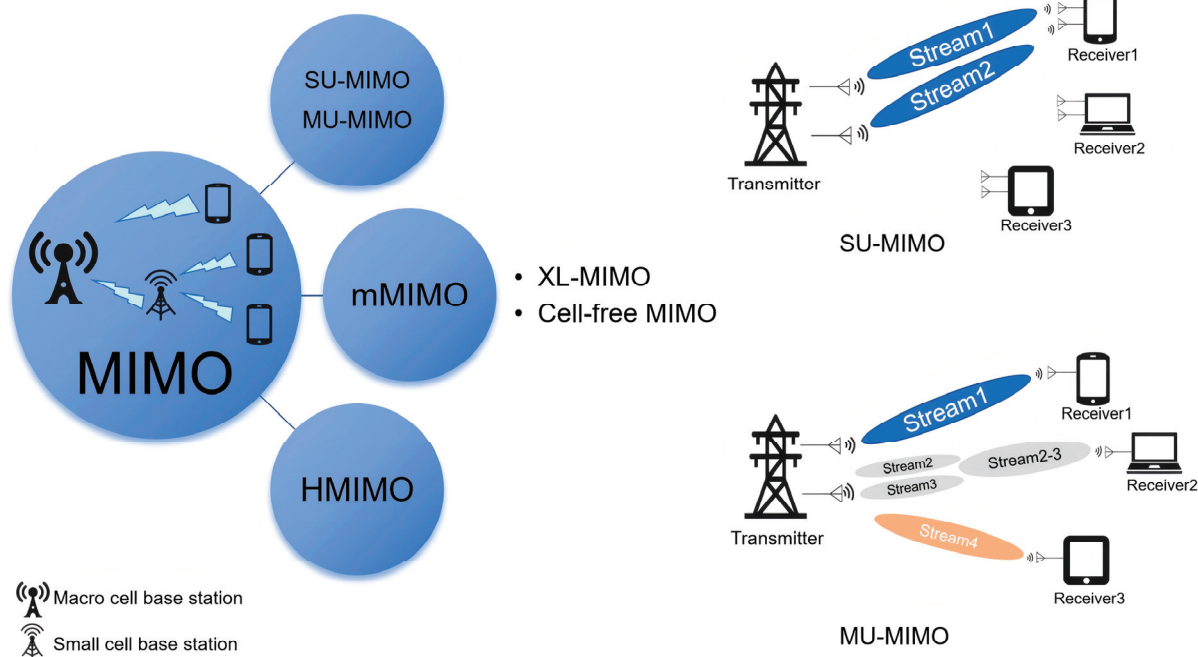 SU-MIMO
MU-MIMO
MIMO
mMIMO
• XL-MIMO
• Cell-free MIMO
HMIMO
Macro cell base station
Small cell base station
Stream1
Stream2
Transmittor
Receiver1
Receiver2
Receiver3
SU-MIMO
Stream1
Stream2
Stream3
Stream2-3
Stream4
Transmitter
Receiver1
Receiver2
Receiver3
MU-MIMO